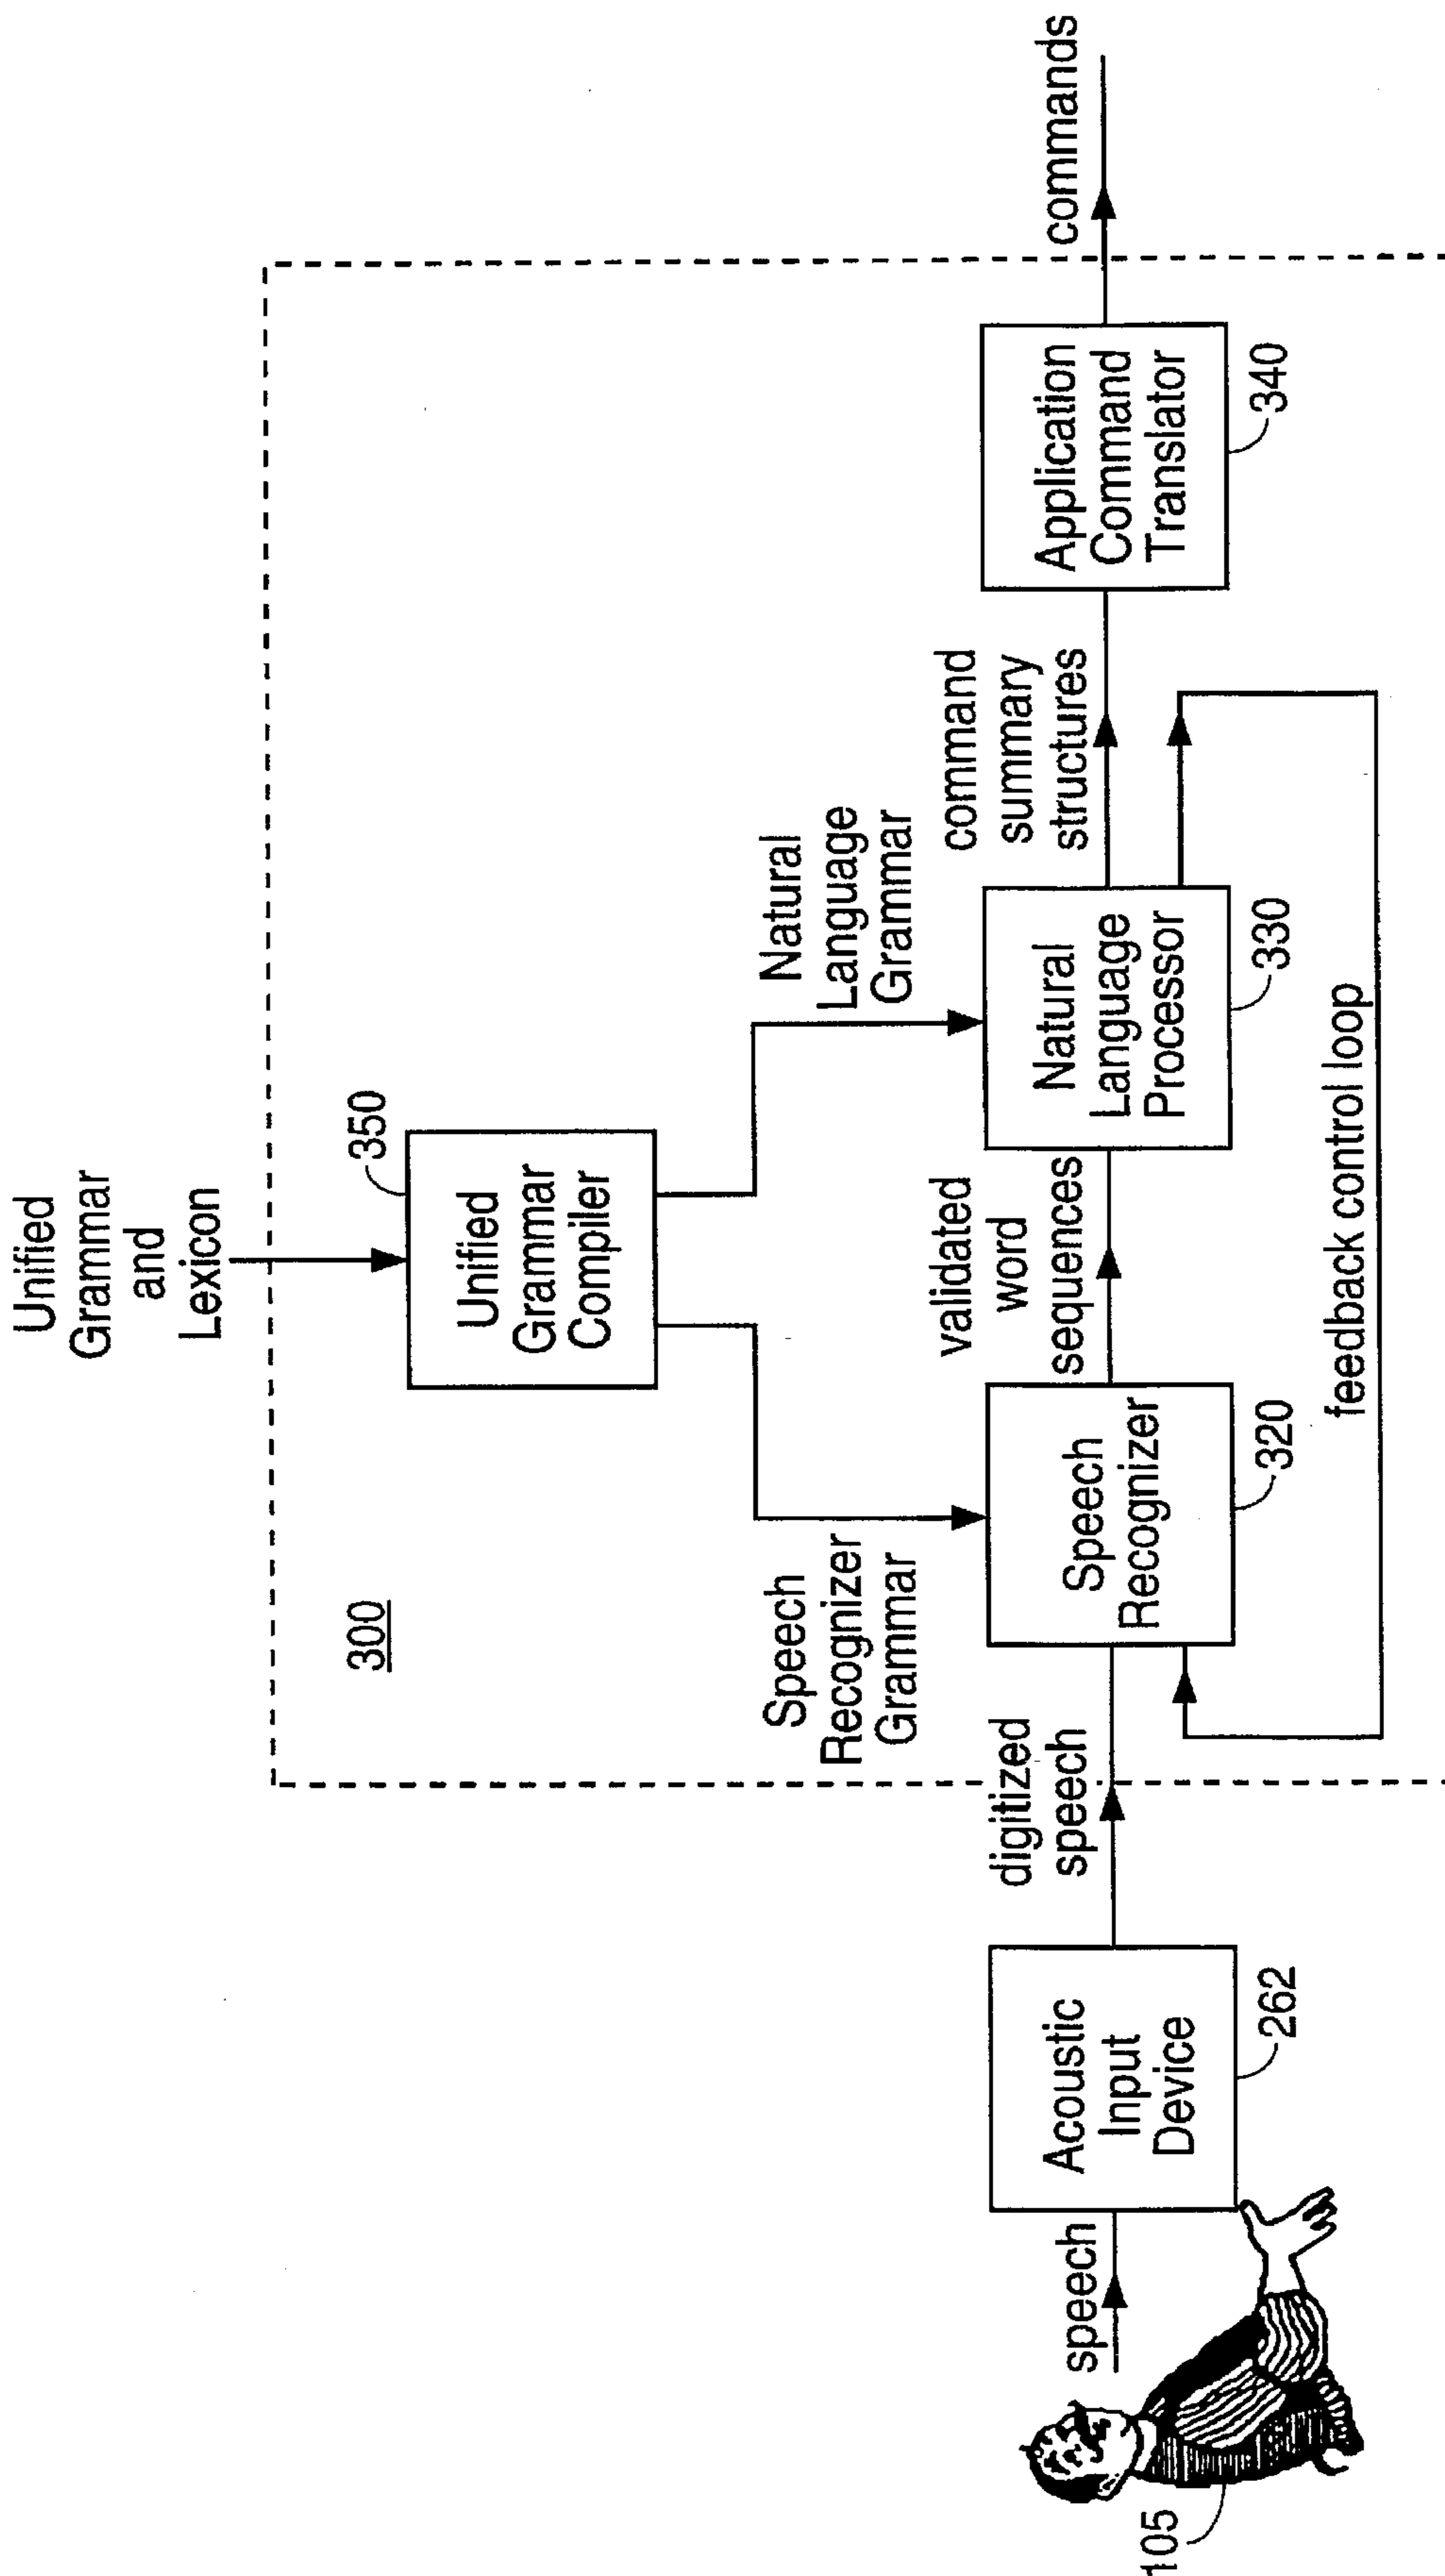 Unified
Grammar
and
Lexicon
350
Unified
Grammar
Compiler
300
Speech
Recognizer
Grammar
Natural
Language
Grammar
speech
105
Acoustic
Input
Device
262
digitized
speech
Speech
Recognizer
320
validated
word
sequences
Natural
Language
Processor
330
command
summary
structures
Application
Command
Translator
340
commands
feedback control loop